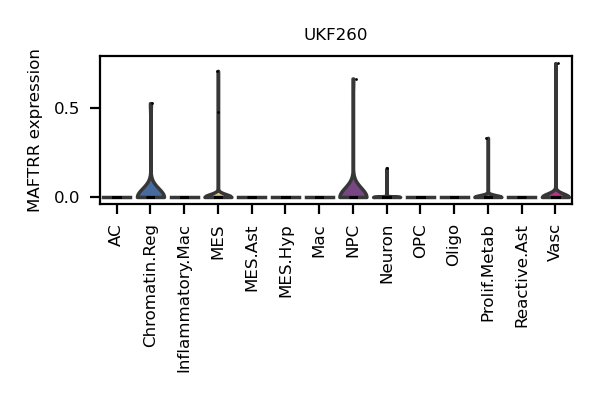 UKF260
MAFTRR expression
0.5
0.0
AC
Chromatin.Reg
Inflammatory.Mac
MES
MES.Ast
MES.Hyp
Mac
NPC
Neuron
OPC
Oligo
Prolif.Metab
Reactive.Ast
Vasc